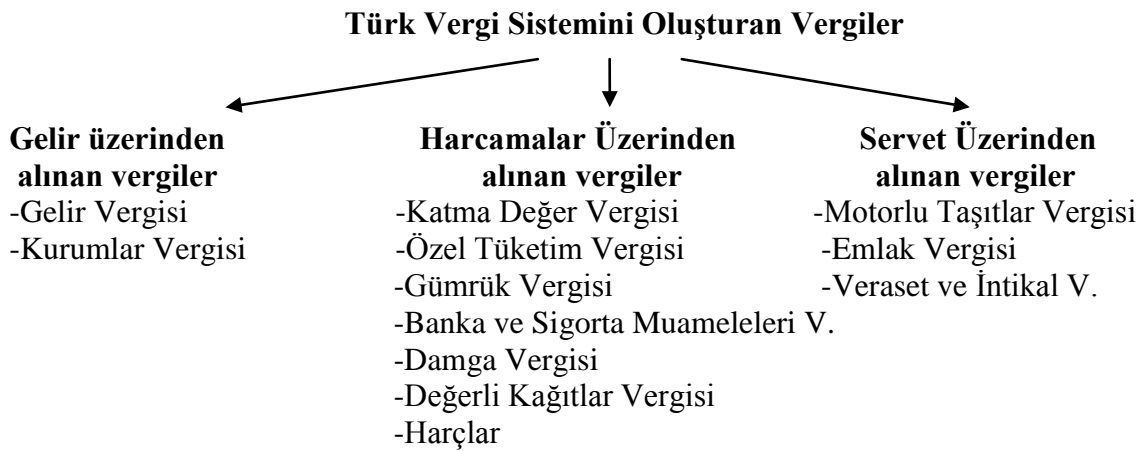 Türk Vergi Sistemini Oluşturan Vergiler
Gelir üzerinden
alınan vergiler
-Gelir Vergisi
-Kurumlar Vergisi
Harcamalar Üzerinden
alınan vergiler
-Katma Değer Vergisi
-Özel Tüketim Vergisi
-Gümrük Vergisi
-Banka ve Sigorta Muameleleri V.
-Damga Vergisi
-Değerli Kağıtlar Vergisi
-Harçlar
Servet Üzerinden
alınan vergiler
-Motorlu Taşıtlar Vergisi
-Emlak Vergisi
-Veraset ve İntikal V.